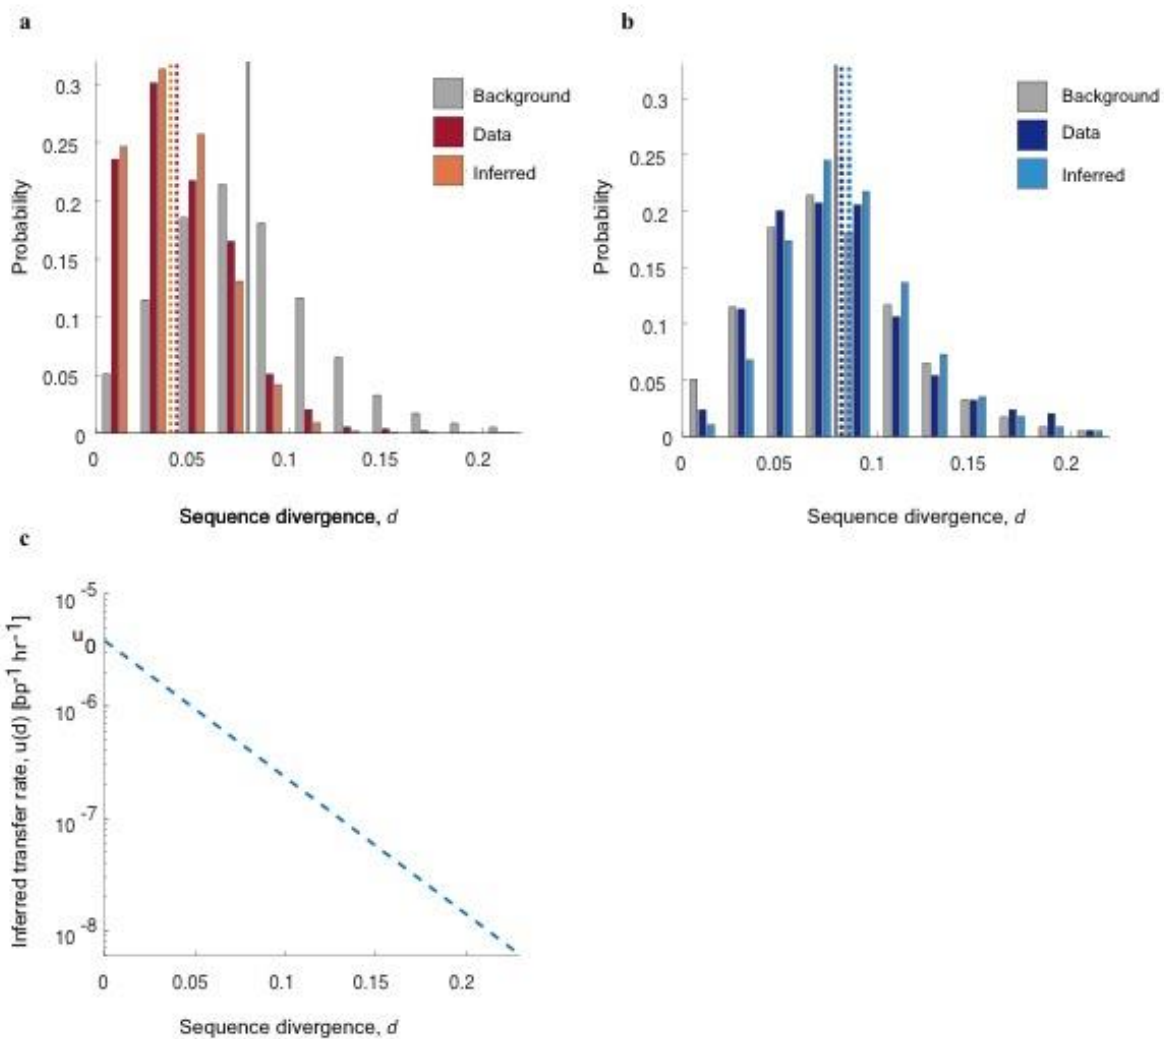 a
0.3
0.25
0.2
0.15
0.1
0.05
0
Probability
Background
Data
Inferred
0 0.05 0.1 0.15 0.2
Sequence divergence, d
b
0.3
0.25
0.2
0.15
0.1
0.05
0
Probability
Background
Data
Inferred
0 0.05 0.1 0.15 0.2
Sequence divergence, d
c
10⁻⁵
u₀
10⁻⁶
10⁻⁷
10⁻⁸
Inferred transfer rate, u(d) [bp⁻¹ hr⁻¹]
0 0.05 0.1 0.15 0.2
Sequence divergence, d